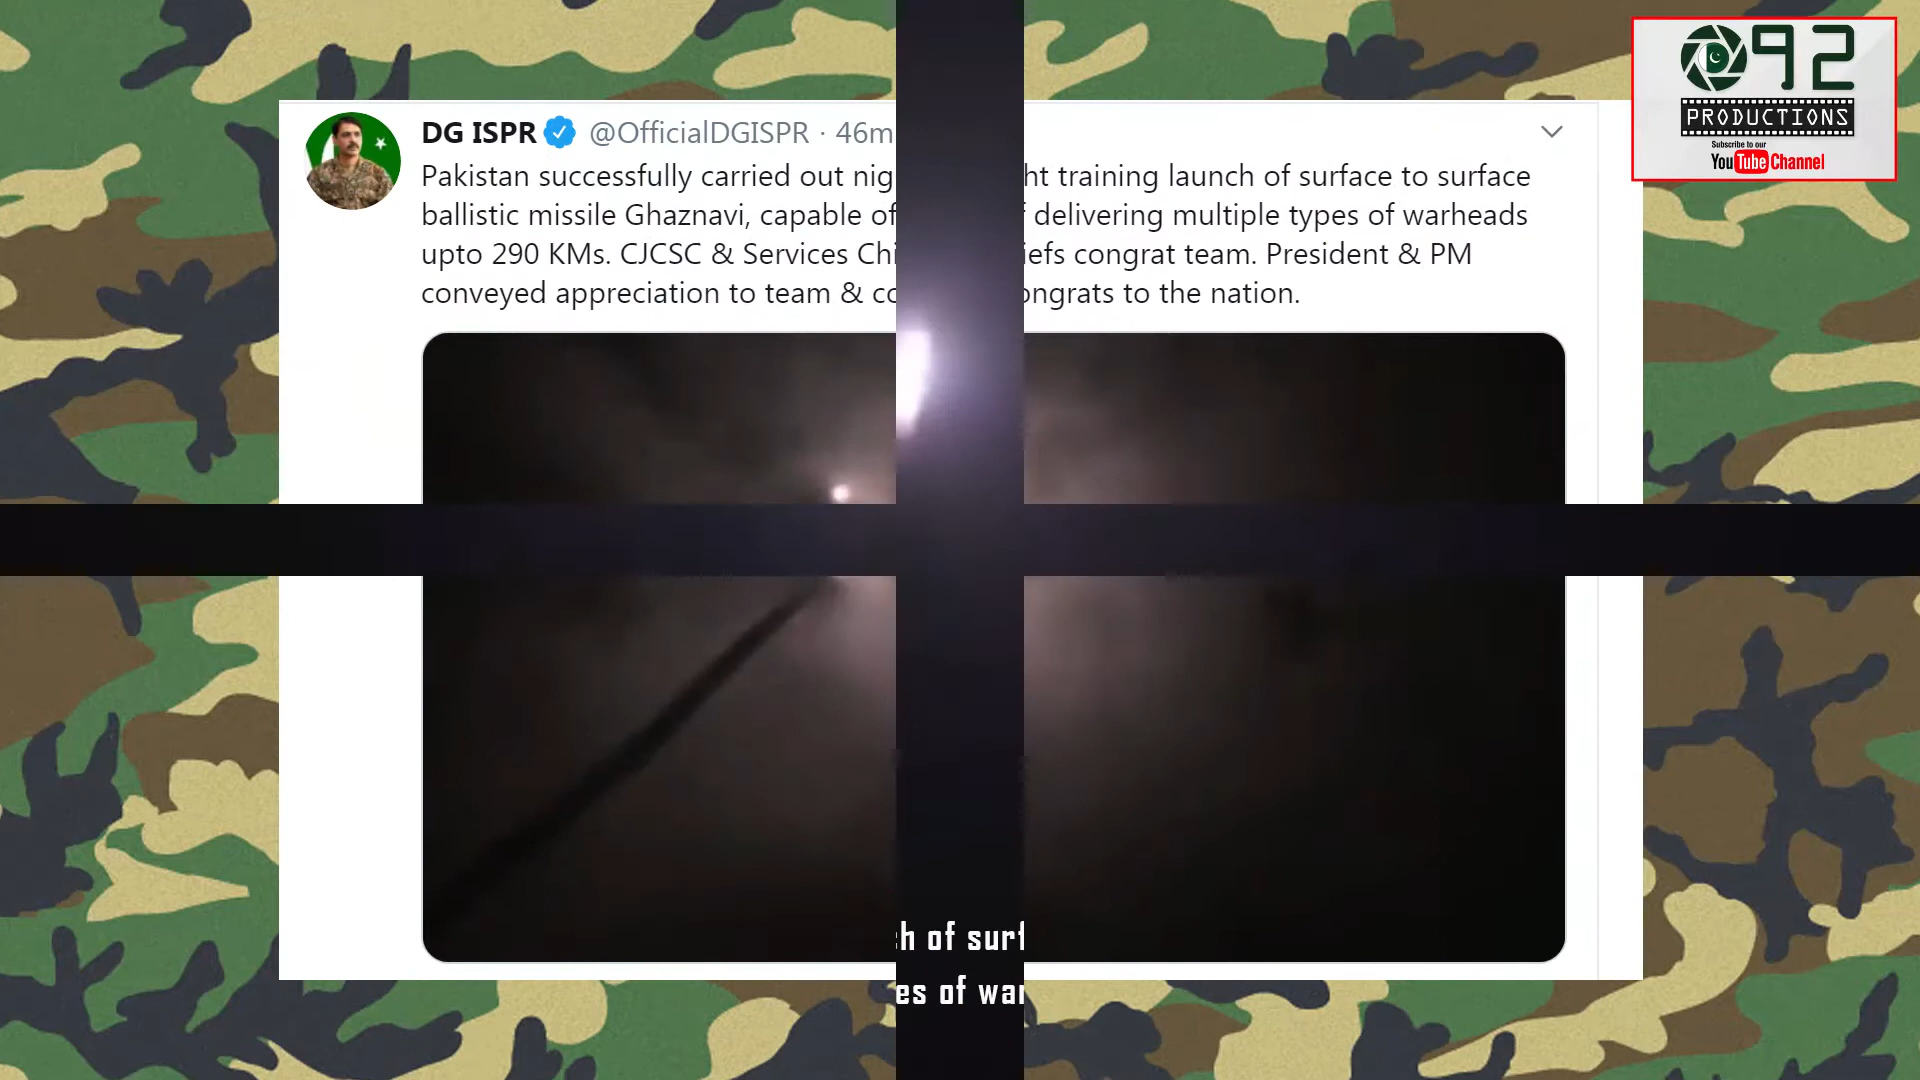 DG ISPR @OfficialDGISPR · 46m
Pakistan successfully carried out nig ht training launch of surface to surface
ballistic missile Ghaznavi, capable of f delivering multiple types of warheads
upto 290 KMs. CJCSC & Services Chi iefs congrat team. President & PM
conveyed appreciation to team & co ongrats to the nation.
h of surf
es of war
092
PRODUCTIONS
Subscribe to our
YouTube Channel